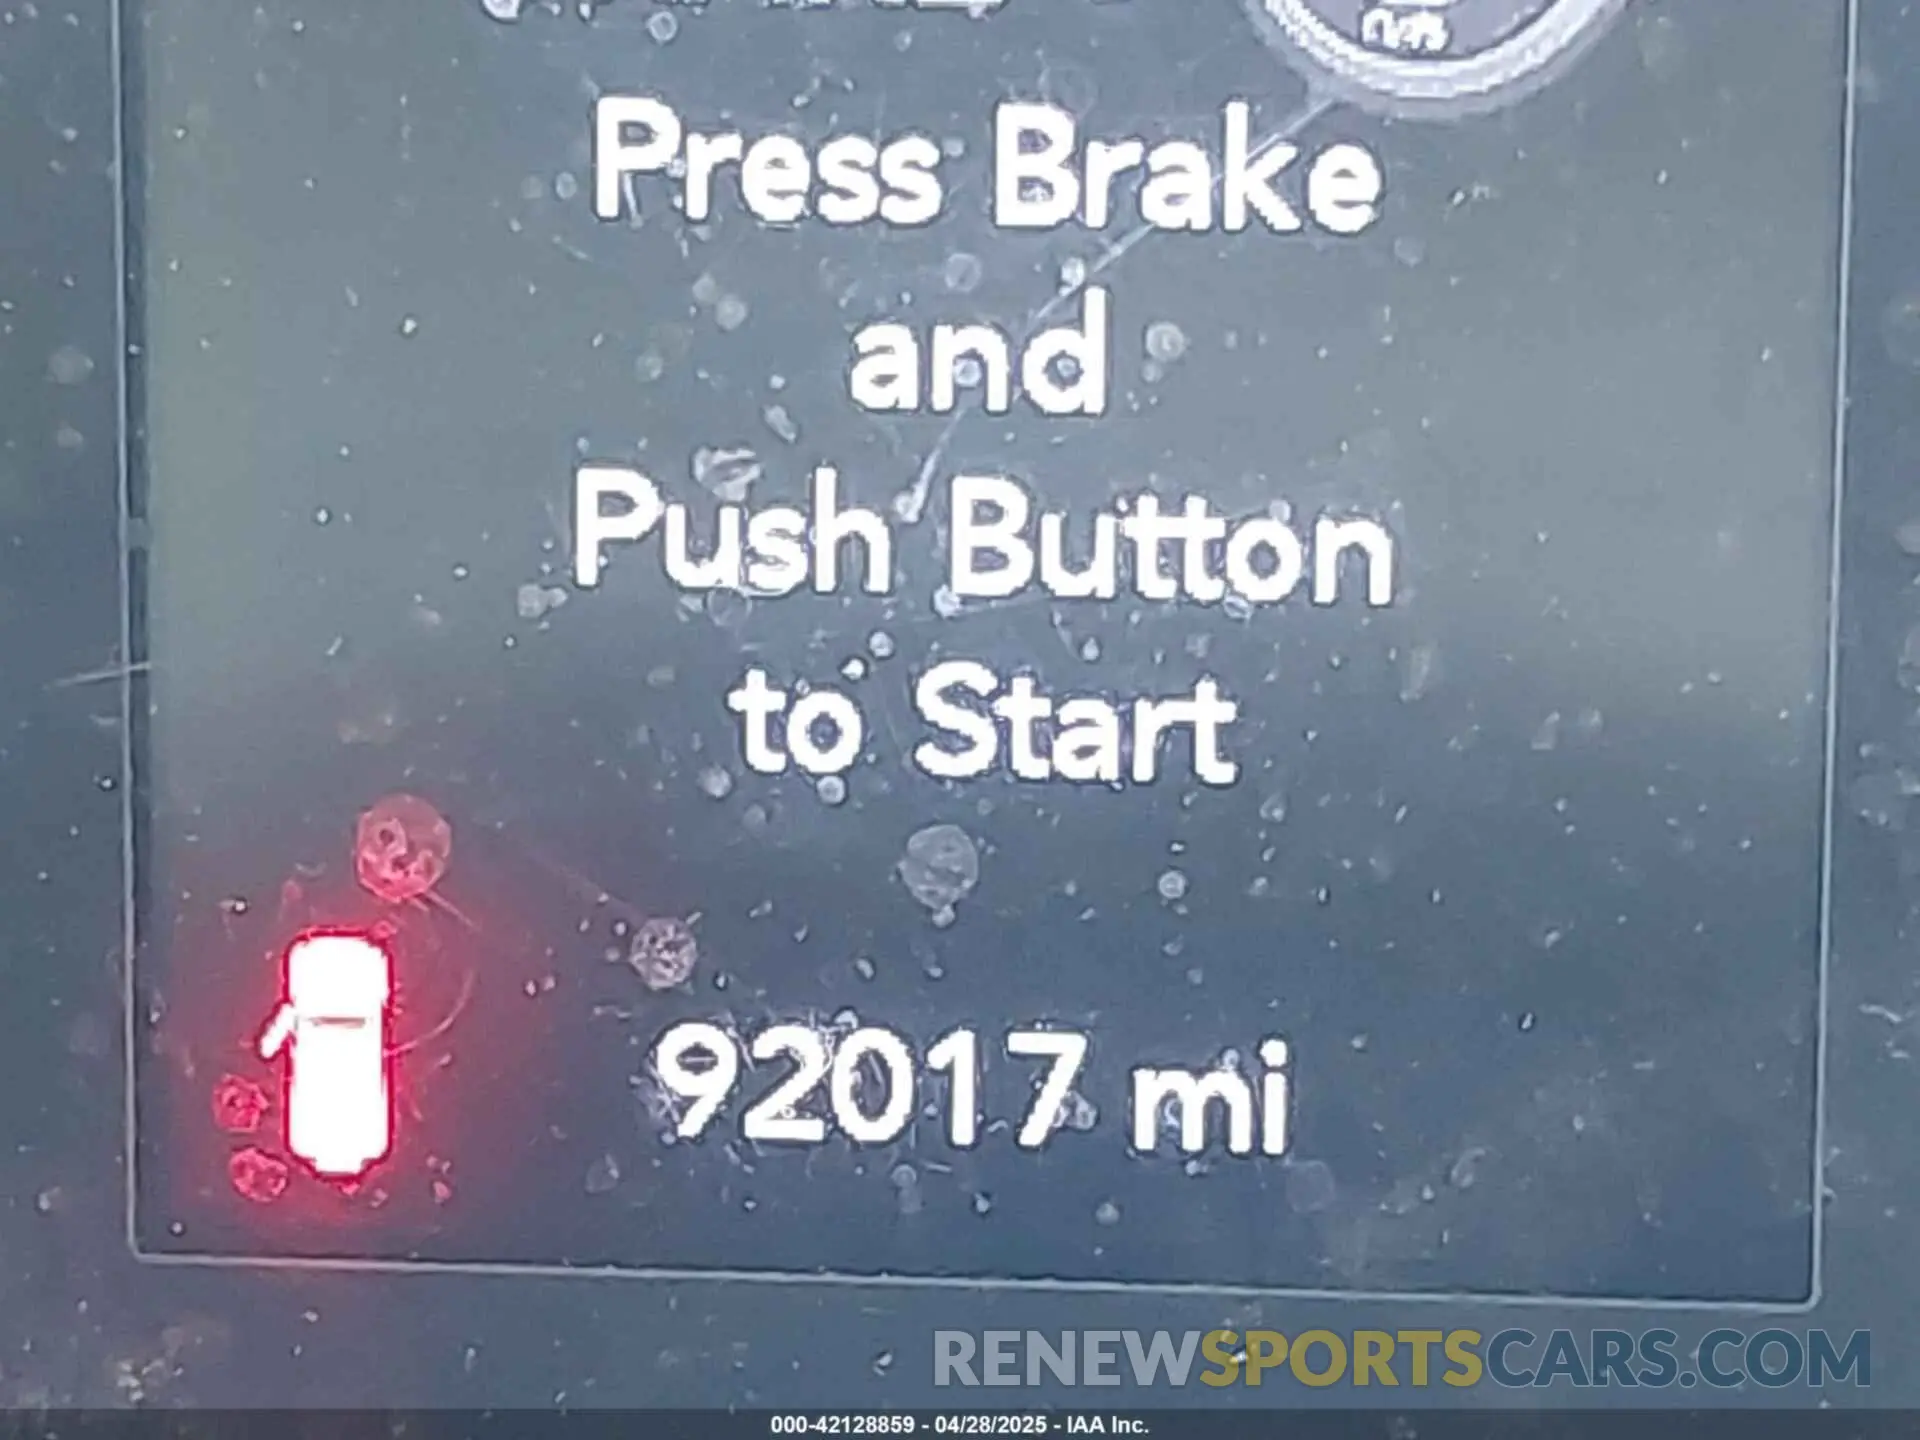 Press Brake
and
Push Button
to Start
92017 mi
RENEWSPORTSCARS.COM
000-42128859 - 04/28/2025 - IAA Inc.